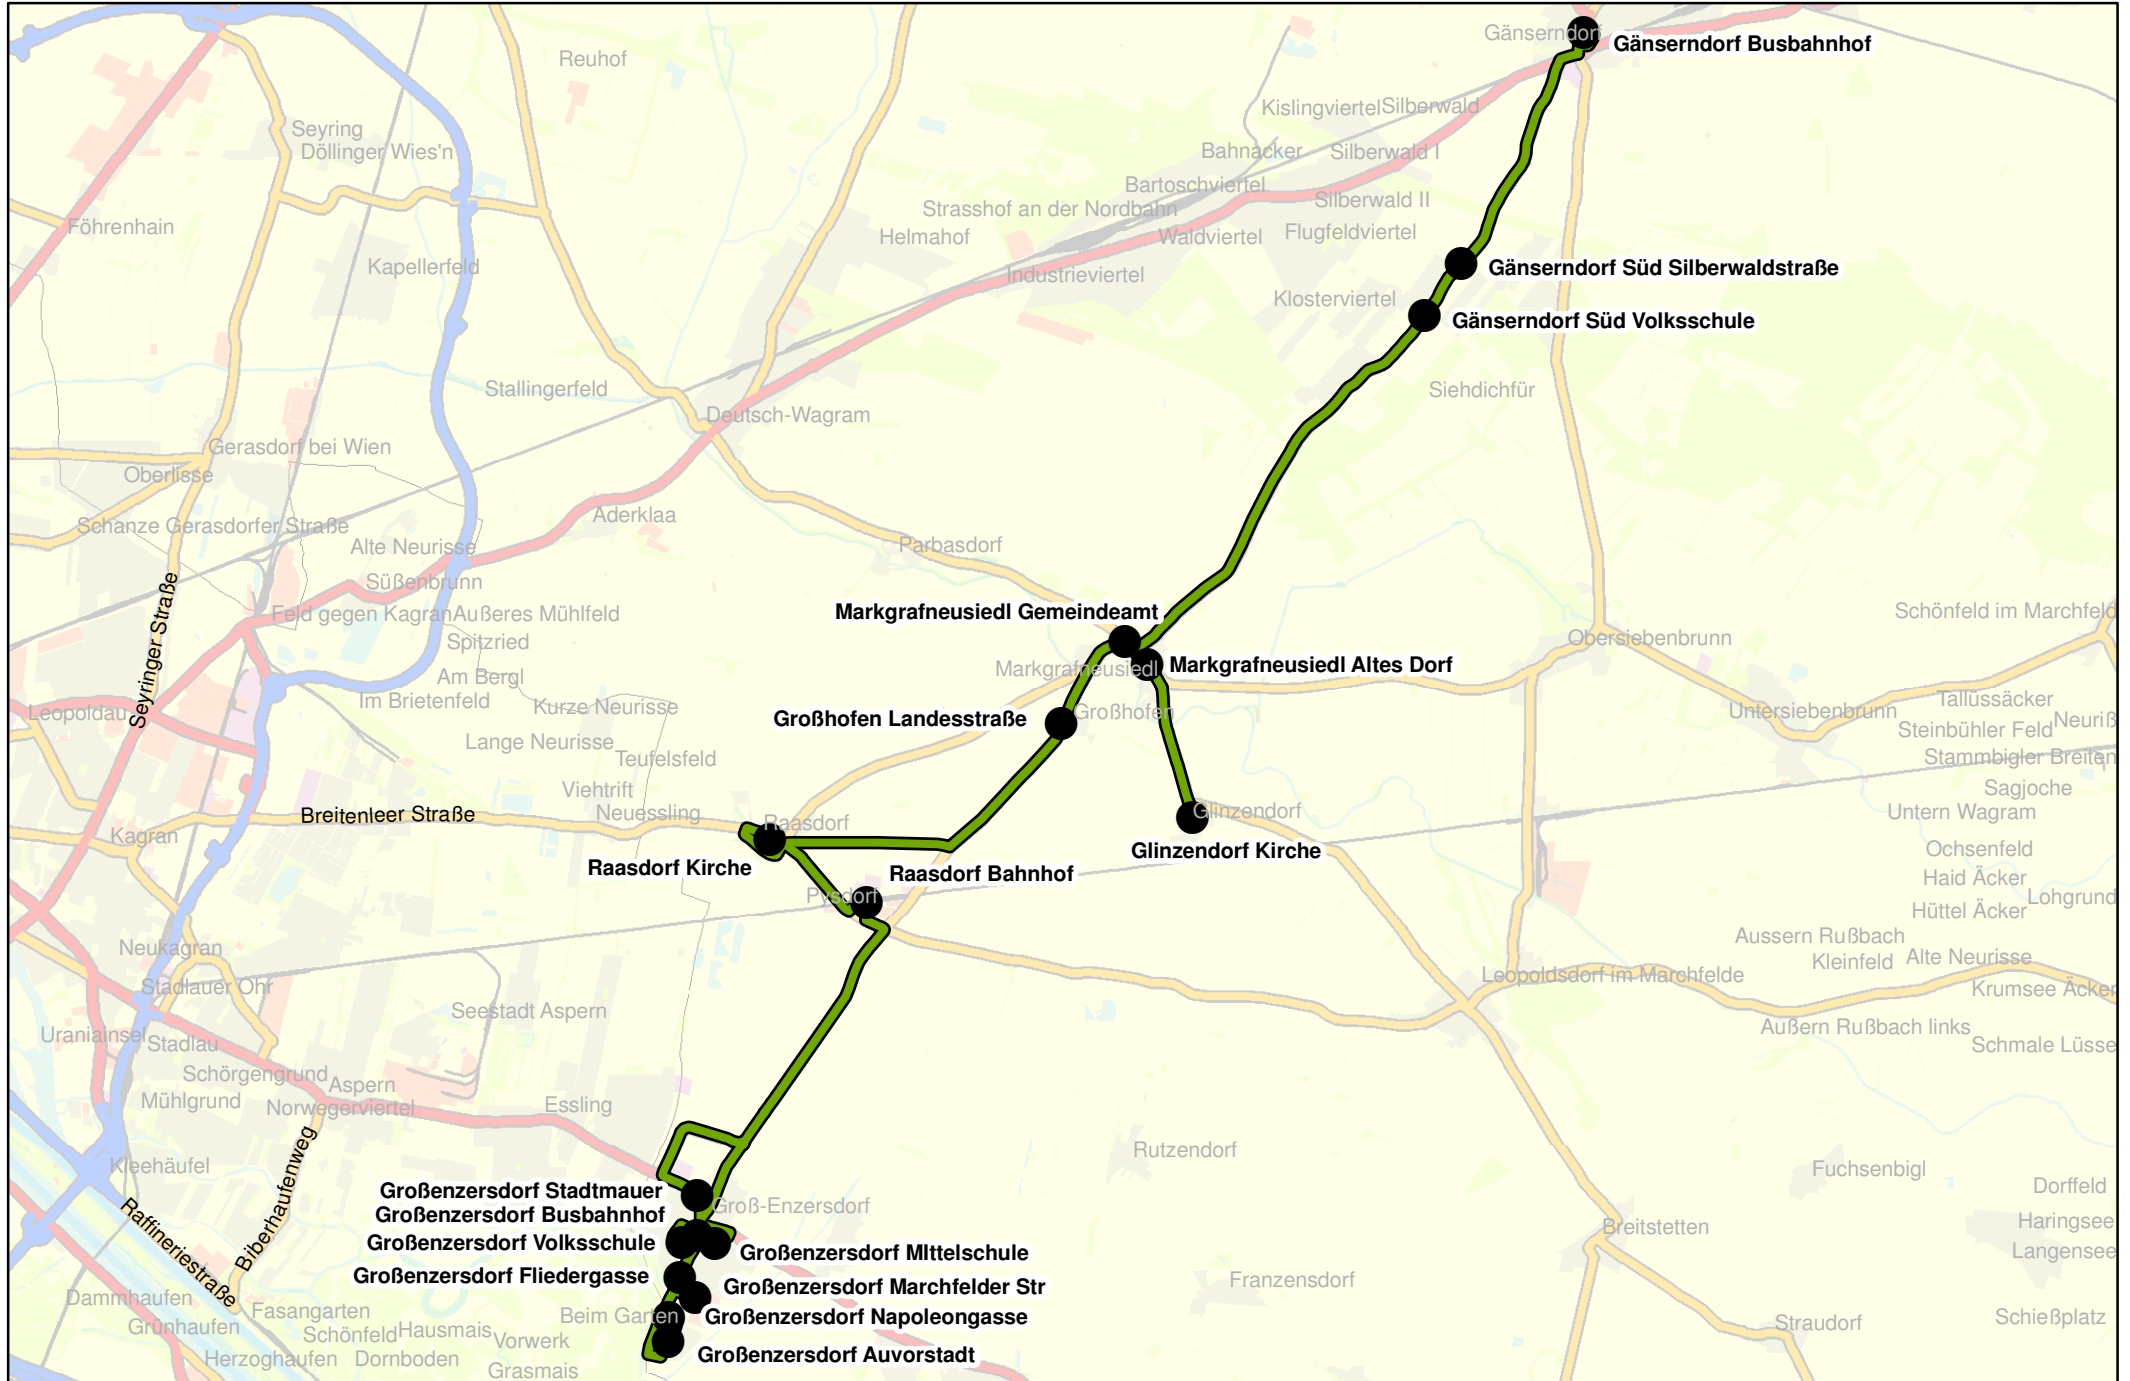 Gänserndorf
Gänserndorf Busbahnhof
Reuhof
Kislingviertel
Silberwald
Seyring
Döllinger Wies'n
Bahnäcker
Silberwald I
Bartoschviertel
Silberwald II
Strasshof an der Nordbahn
Föhrenhain
Helmahof
Waldviertel
Flugfeldviertel
Kapellerfeld
Industrieviertel
Gänserndorf Süd Silberwaldstraße
Klosterviertel
Gänserndorf Süd Volksschule
Stallingerfeld
Siehdichfür
Deutsch-Wagram
Gerasdorf bei Wien
Oberlisse
Schanze Gerasdorfer Straße
Aderklaa
Alte Neurisse
Parbasdorf
Süßenbrunn
Feld gegen Kagran
Äußeres Mühlfeld
Markgrafneusiedl Gemeindeamt
Schönfeld im Marchfeld
Spitzried
Obersiebenbrunn
Seyringer Straße
Markgrafneusiedl
Markgrafneusiedl Altes Dorf
Am Bergl
Im Brietenfeld
Kurze Neurisse
Tallüssäcker
Leopoldau
Großhofen Landesstraße
Großhofen
Untersiebenbrunn
Neuriß
Steinbühler Feld
Lange Neurisse
Teufelsfeld
Stammbigler Breiten
Viehtrift
Sagjoche
Breitenleer Straße
Neuessling
Raasdorf
Glinzendorf
Untern Wagram
Kagran
Glinzendorf Kirche
Ochsenfeld
Raasdorf Kirche
Raasdorf Bahnhof
Haid Äcker
Pysdorf
Lohgrund
Hüttel Äcker
Neukagran
Aussern Rußbach
Kleinfeld
Alte Neurisse
Stadlauer Ohr
Leopoldsdorf im Marchfelde
Krumsee Äcker
Seestadt Aspern
Uraniainsel
Stadlau
Außern Rußbach links
Schmale Lüsse
Schörgengrund
Aspern
Mühlgrund
Norwegerviertel
Essling
Rutzendorf
Kleehäufel
Fuchsenbigl
Biberhaufenweg
Großenzersdorf Stadtmauer
Dorffeld
Groß-Enzersdorf
Großenzersdorf Busbahnhof
Haringsee
Breitstetten
Raffineriestraße
Großenzersdorf Volksschule
Großenzersdorf MIttelschule
Langensee
Großenzersdorf Fliedergasse
Großenzersdorf Marchfelder Str
Franzensdorf
Dammhaufen
Fasangarten
Beim Garten
Großenzersdorf Napoleongasse
Schießplatz
Grünhaufen
Schönfeld
Hausmais
Vorwerk
Straudorf
Herzoghaufen
Dornboden
Großenzersdorf Auvorstadt
Grasmais